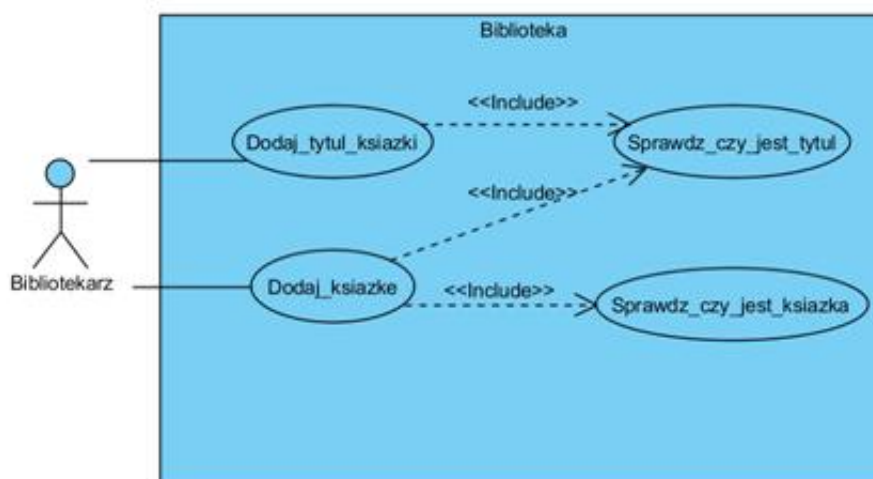 Biblioteka
<<Include>>
Dodaj_tytul_ksiazki
Sprawdz_czy_jest_tytul
<<Include>>
Bibliotekarz
Dodaj_ksiazke
<<Include>>
Sprawdz_czy_jest_ksiazka